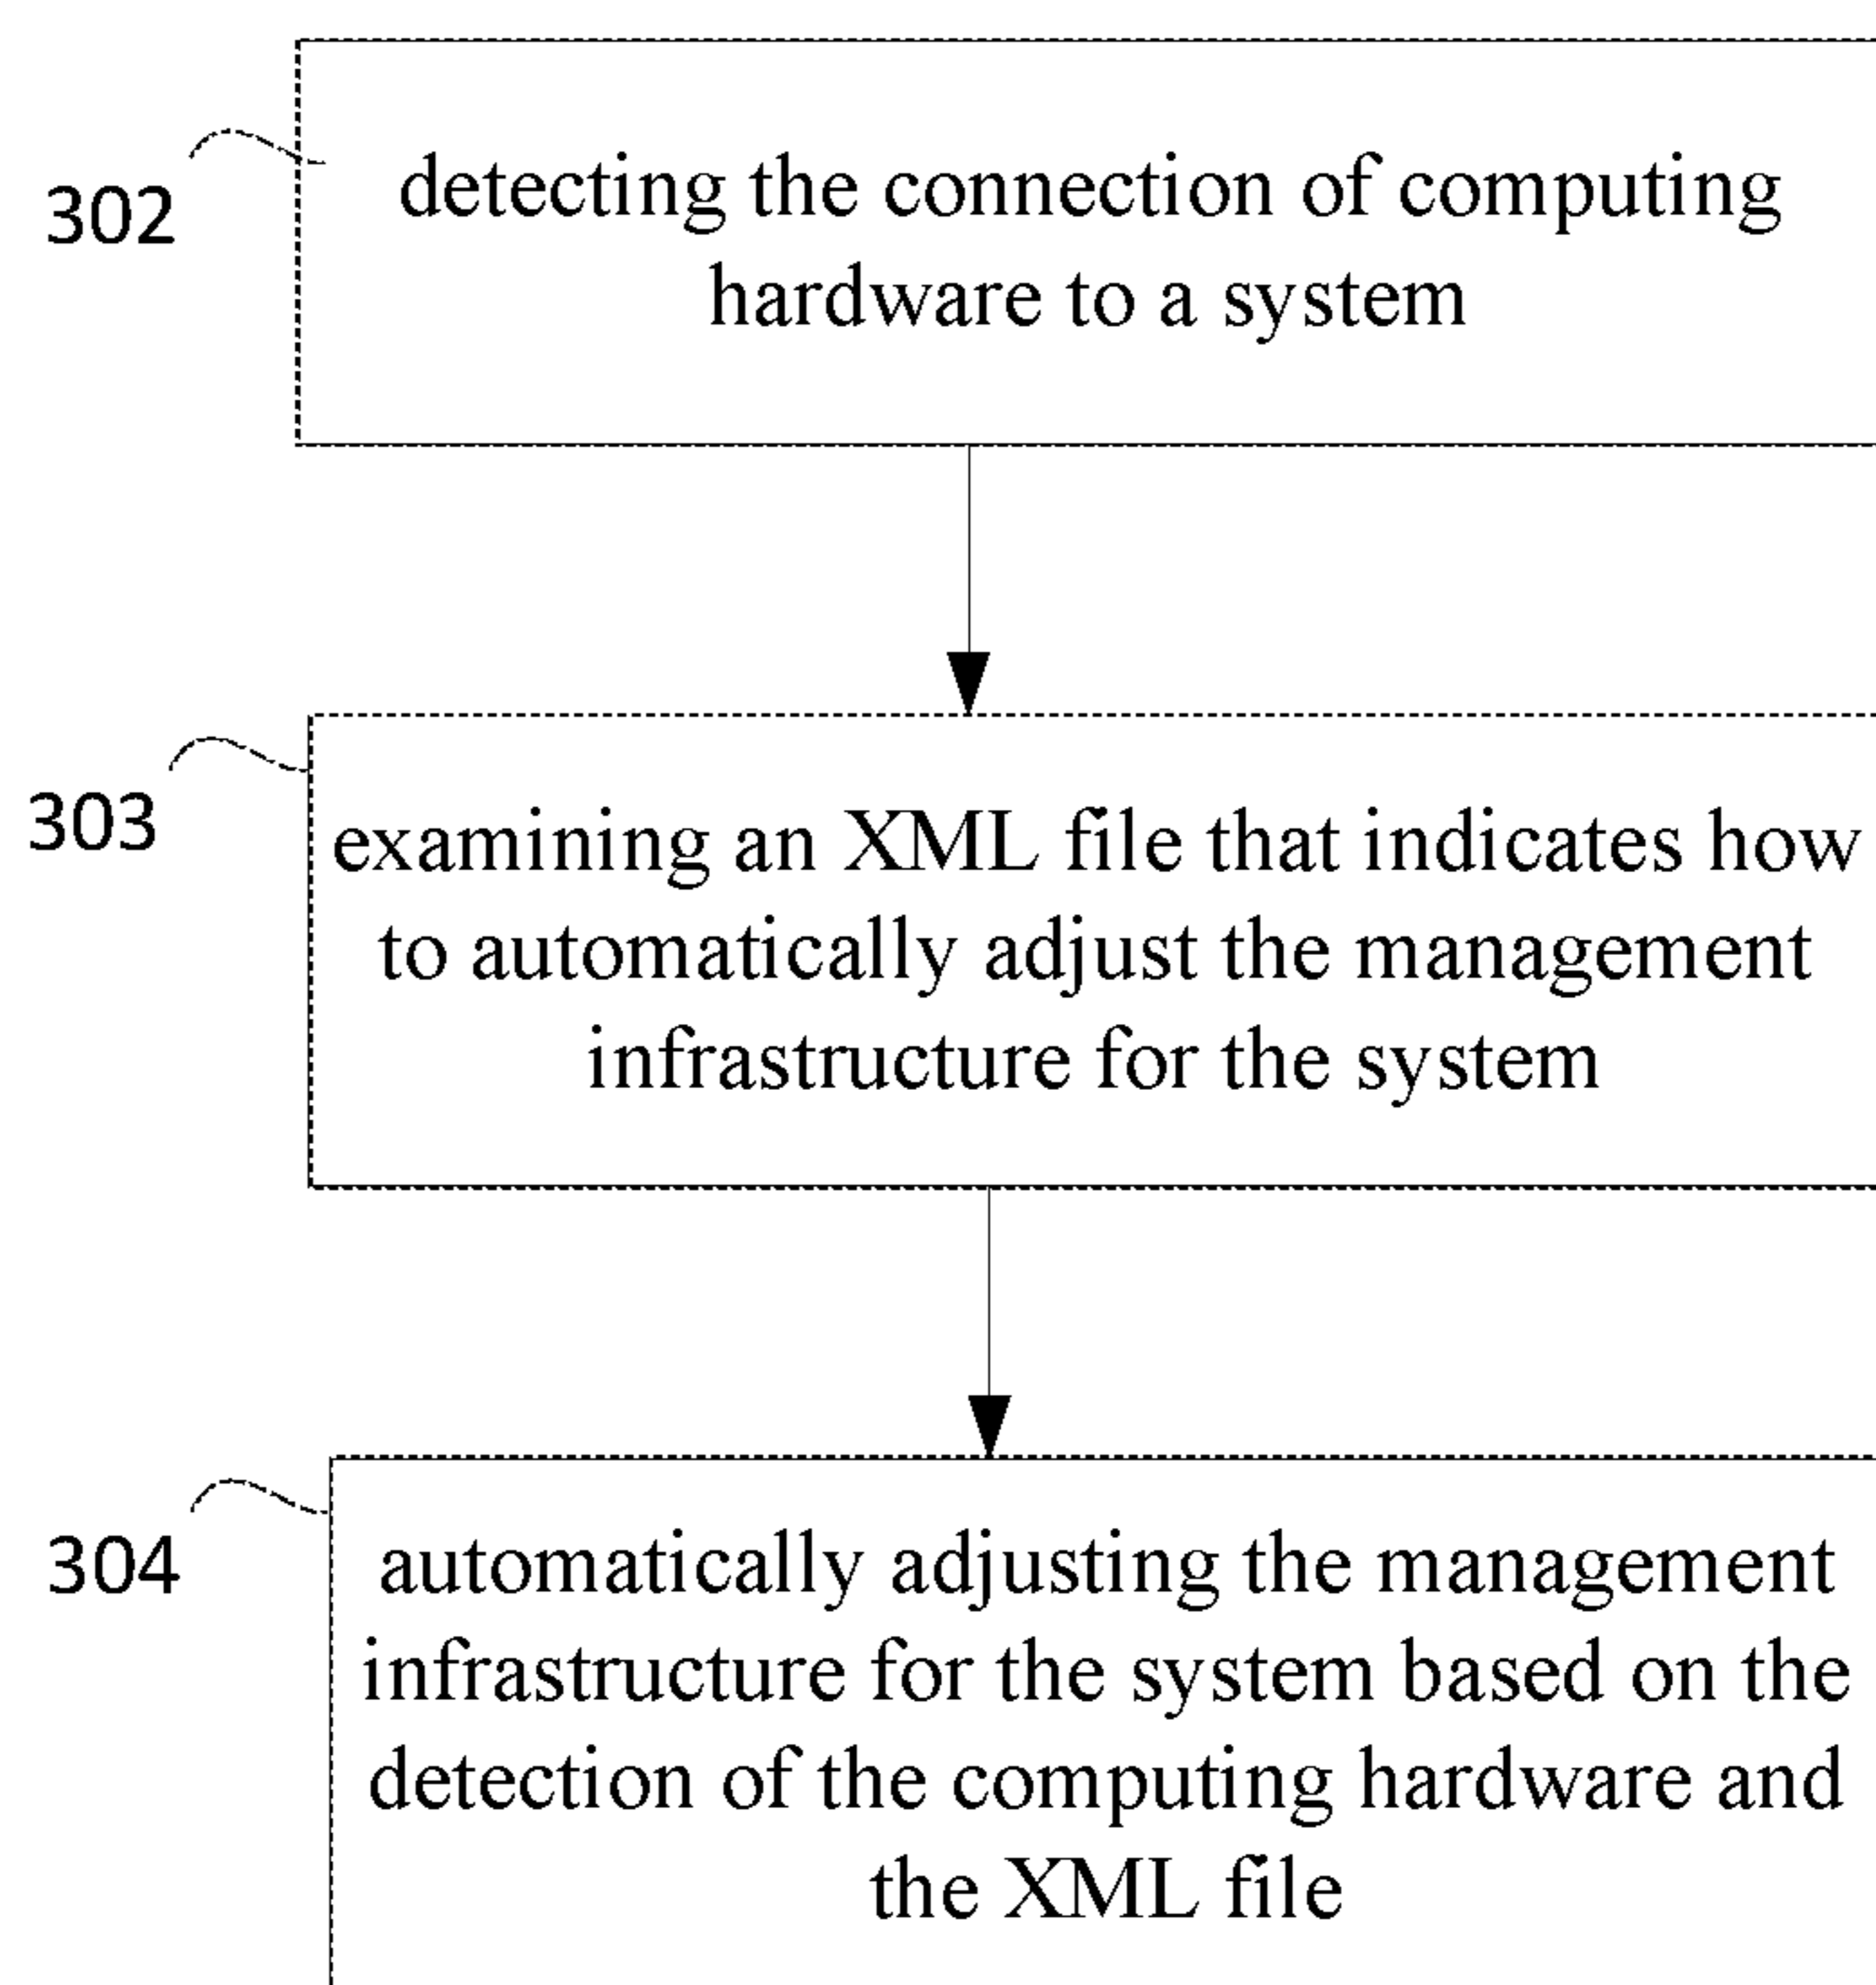 302
detecting the connection of computing
hardware to a system
303
examining an XML file that indicates how
to automatically adjust the management
infrastructure for the system
304
automatically adjusting the management
infrastructure for the system based on the
detection of the computing hardware and
the XML file